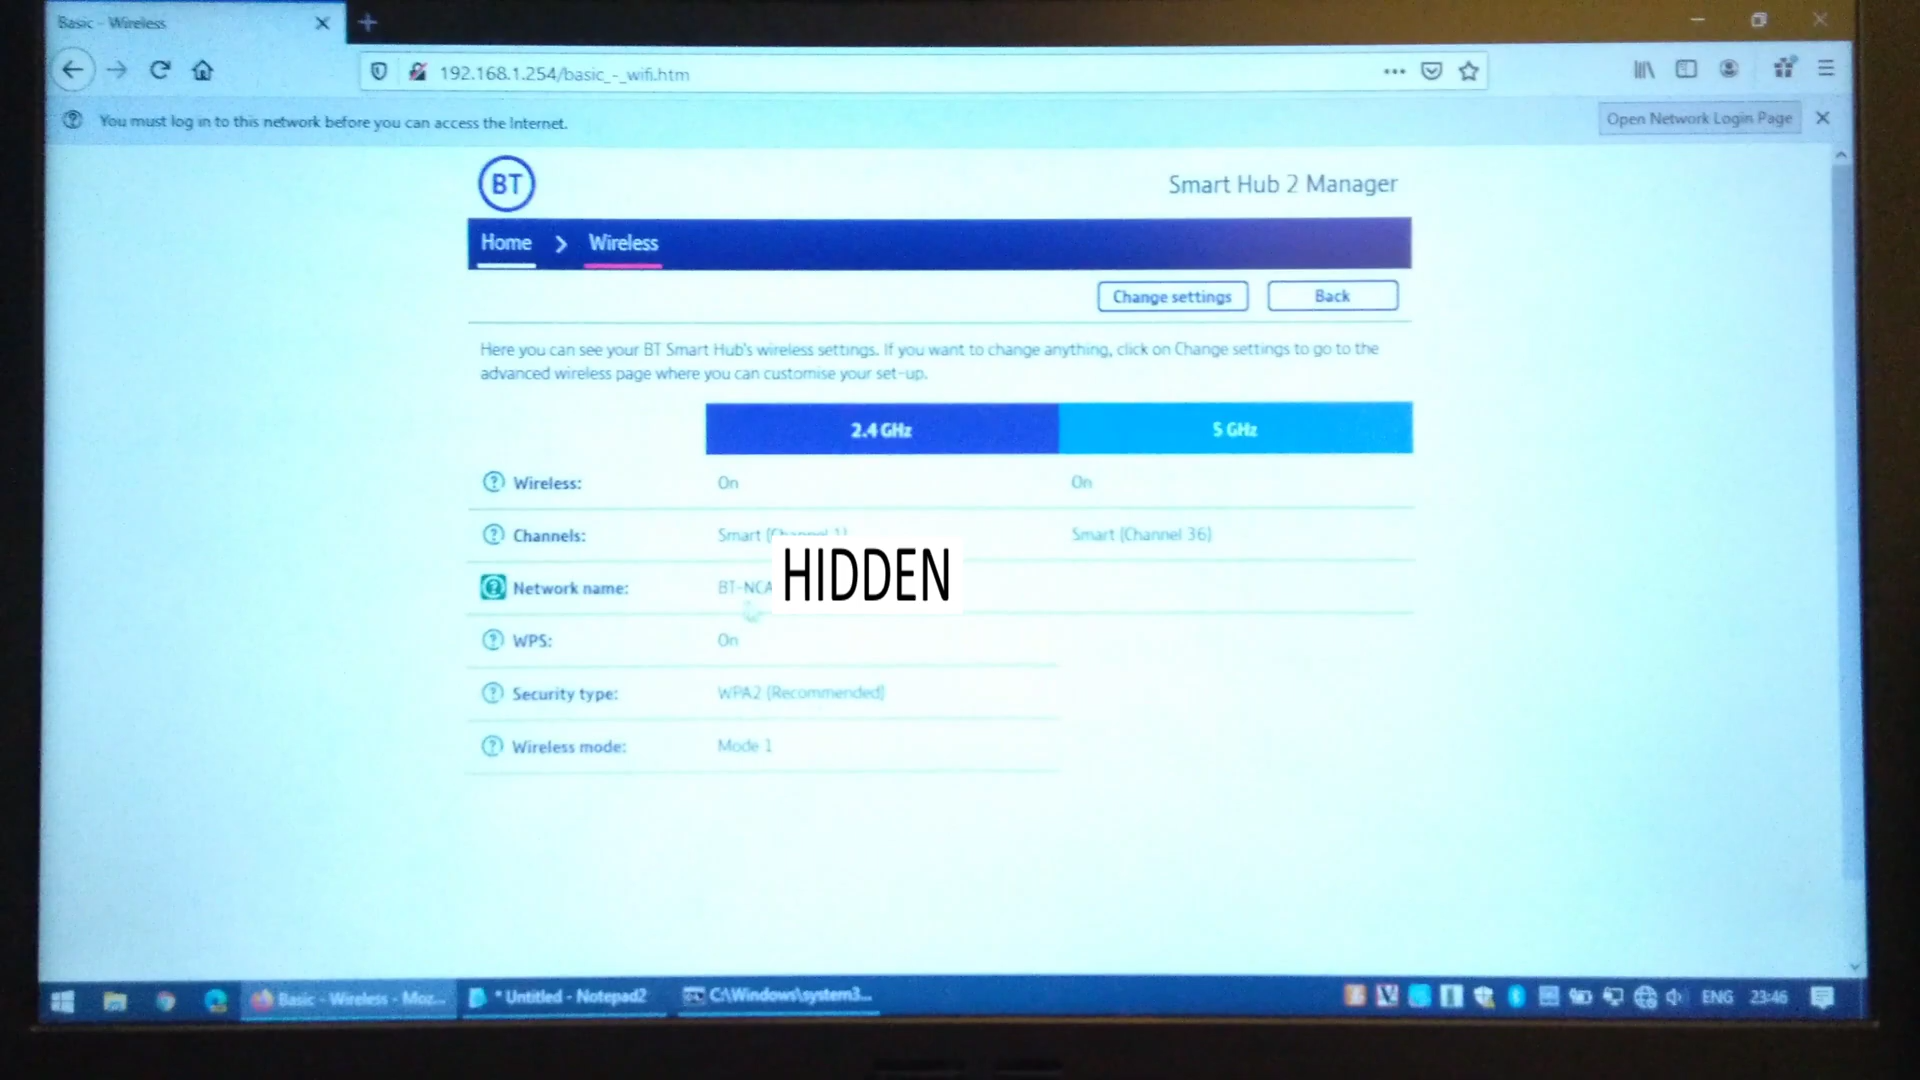 Basic - Wireless
192.168.1.254/basic_-_wifi.htm
You must log in to this network before you can access the Internet.
Open Network Login Page
BT
Smart Hub 2 Manager
Home > Wireless
Change settings
Back
Here you can see your BT Smart Hub's wireless settings. If you want to change anything, click on Change settings to go to the
advanced wireless page where you can customise your set-up.
2.4 GHz
5 GHz
Wireless: On On
Channels: Smart (Channel 1) Smart (Channel 36)
Network name: BT-NCA HIDDEN
WPS: On
Security type: WPA2 (Recommended)
Wireless mode: Mode 1
Basic - Wireless - Moz...
* Untitled - Notepad2
C:\Windows\system3...
ENG
23:46